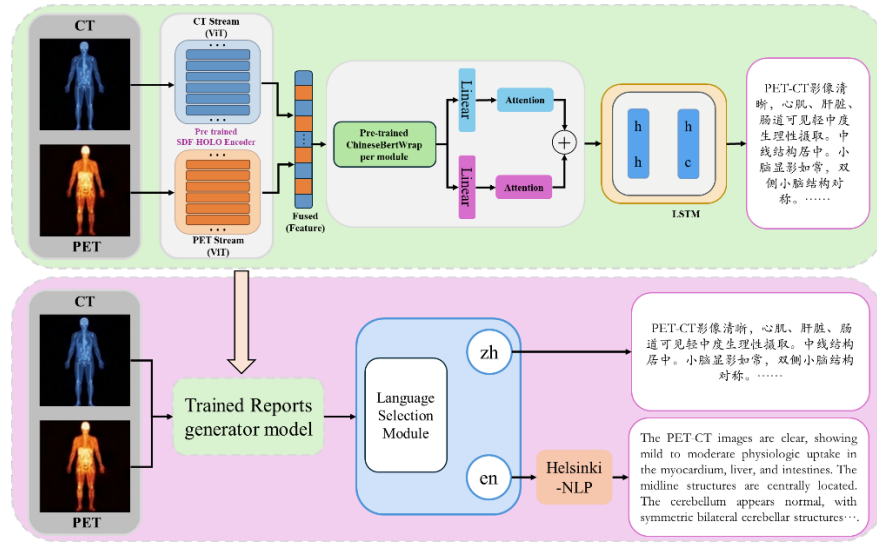 CT
PET
CT Stream
(ViT)
Pre trained
SDF-HOLO Encoder
PET Stream
(ViT)
Fused
(Feature)
Pre-trained
ChineseBertWrap
per module
Linear
Attention
Linear
Attention
h
h
h
c
LSTM
PET-CT影像清
晰，心肌、肝脏、
肠道可见轻中度
生理性摄取。中
线结构居中。小
脑显影如常，双
侧小脑结构对
称。……
CT
PET
Trained Reports
generator model
Language
Selection
Module
zh
en
Helsinki
-NLP
PET-CT影像清晰，心肌、肝脏、肠
道可见轻中度生理性摄取。中线结构
居中。小脑显影如常，双侧小脑结构
对称。……
The PET-CT images are clear, showing
mild to moderate physiologic uptake in
the myocardium, liver, and intestines. The
midline structures are centrally located.
The cerebellum appears normal, with
symmetric bilateral cerebellar structures….